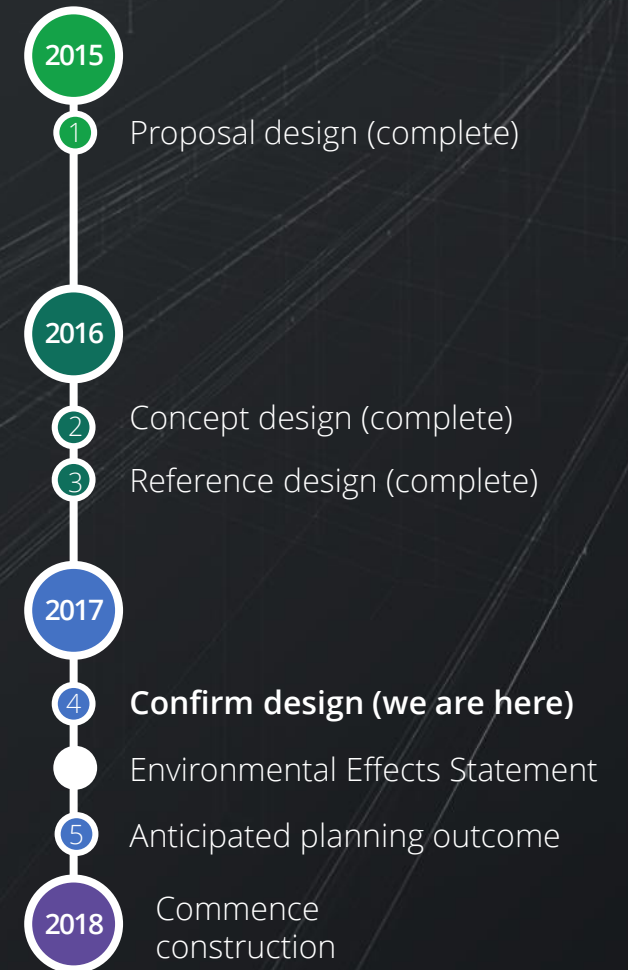 2015
1 Proposal design (complete)
2016
2 Concept design (complete)
3 Reference design (complete)
2017
4 Confirm design (we are here)
Environmental Effects Statement
5 Anticipated planning outcome
2018 Commence
construction